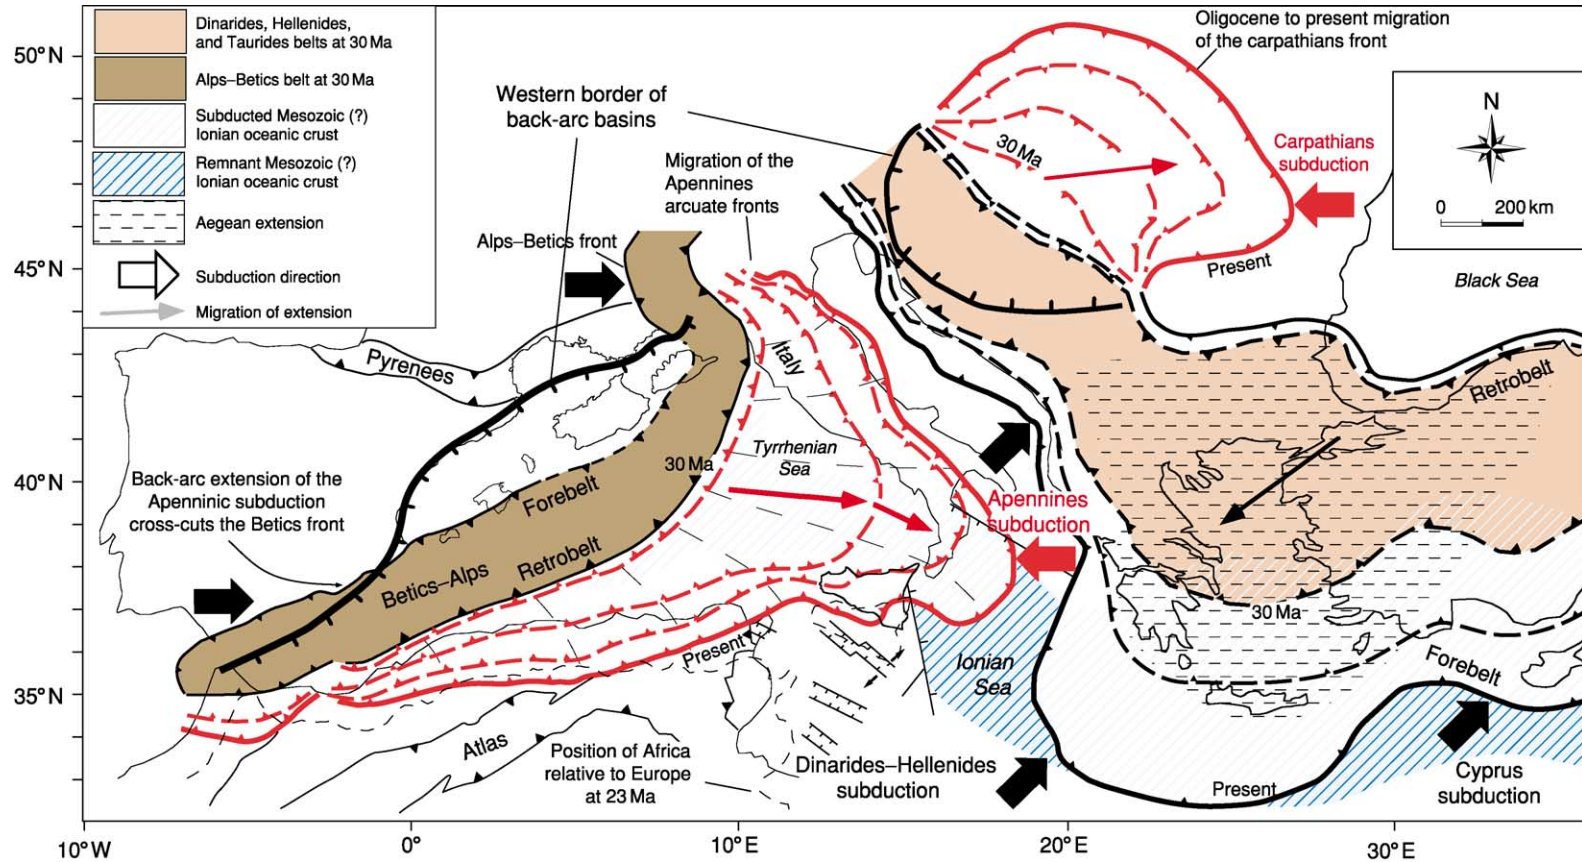 Dinarides, Hellenides,
and Taurides belts at 30 Ma
Alps–Betics belt at 30 Ma
Subducted Mesozoic (?)
Ionian oceanic crust
Remnant Mesozoic (?)
Ionian oceanic crust
Aegean extension
Subduction direction
Migration of extension
50°N
45°N
40°N
35°N
10°W
0°
10°E
20°E
30°E
Oligocene to present migration
of the carpathians front
Western border of
back-arc basins
Migration of the
Apennines
arcuate fronts
Alps–Betics front
30 Ma
Carpathians
subduction
Present
N
0 200 km
Black Sea
Pyrenees
Italy
Retrobelt
Tyrrhenian
Sea
30 Ma
Back-arc extension of the
Apenninic subduction
cross-cuts the Betics front
Forebelt
Retrobelt
Betics–Alps
Apennines
subduction
30 Ma
Present
Ionian
Sea
Forebelt
Atlas
Position of Africa
relative to Europe
at 23 Ma
Dinarides–Hellenides
subduction
Present
Cyprus
subduction